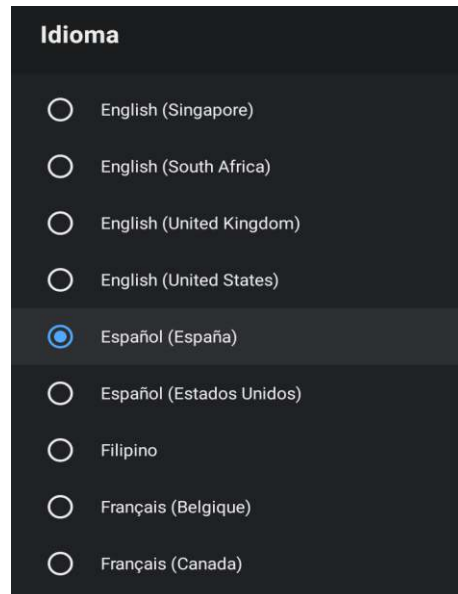 Idioma
English (Singapore)
English (South Africa)
English (United Kingdom)
English (United States)
Español (España)
Español (Estados Unidos)
Filipino
Français (Belgique)
Français (Canada)